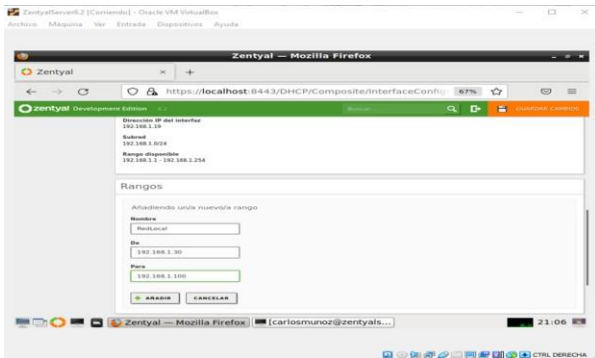 ZentyalServer6.2 [Corriendo] - Oracle VM VirtualBox
Archivo Máquina Ver Entrada Dispositivos Ayuda
Zentyal — Mozilla Firefox
Zentyal
https://localhost:8443/DHCP/Composite/InterfaceConfig 67%
zentyal Development Edition 6.2 Buscar... GUARDAR CAMBIOS
Dirección IP del interfaz
192.168.1.19
Subred
192.168.1.0/24
Rango disponible
192.168.1.1 - 192.168.1.254
Rangos
Añadiendo un/a nuevo/a rango
Nombre
RedLocal
De
192.168.1.30
Para
192.168.1.100
AÑADIR CANCELAR
Zentyal — Mozilla Firefox [carlosmunoz@zentyals... 21:06
CTRL DERECHA